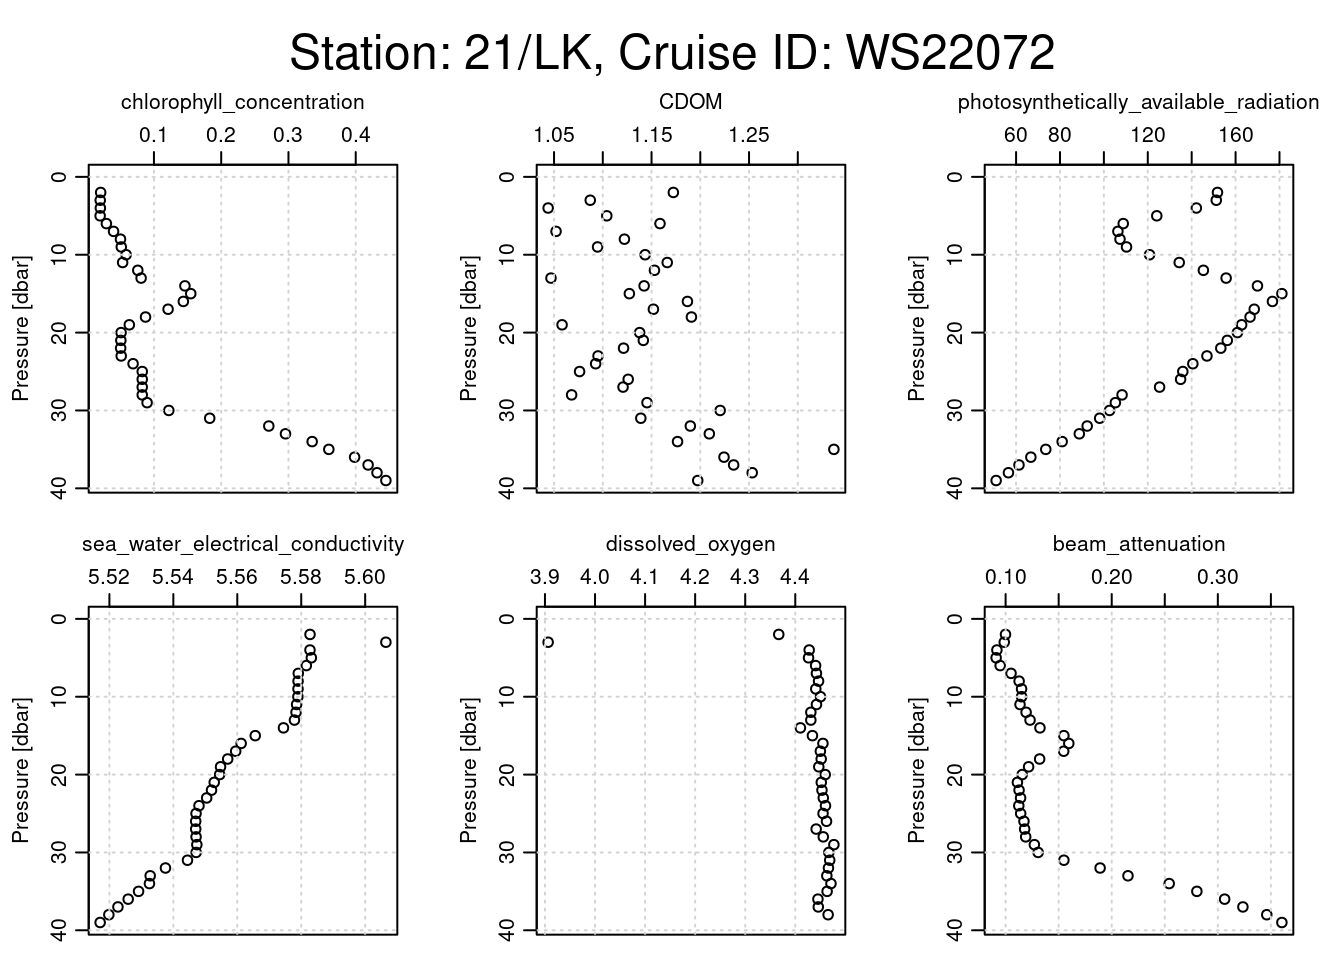 Station: 21/LK, Cruise ID: WS22072
chlorophyll_concentration
0.1 0.2 0.3 0.4
Pressure [dbar]
0 10 20 30 40
CDOM
1.05 1.15 1.25
Pressure [dbar]
0 10 20 30 40
photosynthetically_available_radiation
60 80 120 160
Pressure [dbar]
0 10 20 30 40
sea_water_electrical_conductivity
5.52 5.54 5.56 5.58 5.60
Pressure [dbar]
0 10 20 30 40
dissolved_oxygen
3.9 4.0 4.1 4.2 4.3 4.4
Pressure [dbar]
0 10 20 30 40
beam_attenuation
0.10 0.20 0.30
Pressure [dbar]
0 10 20 30 40